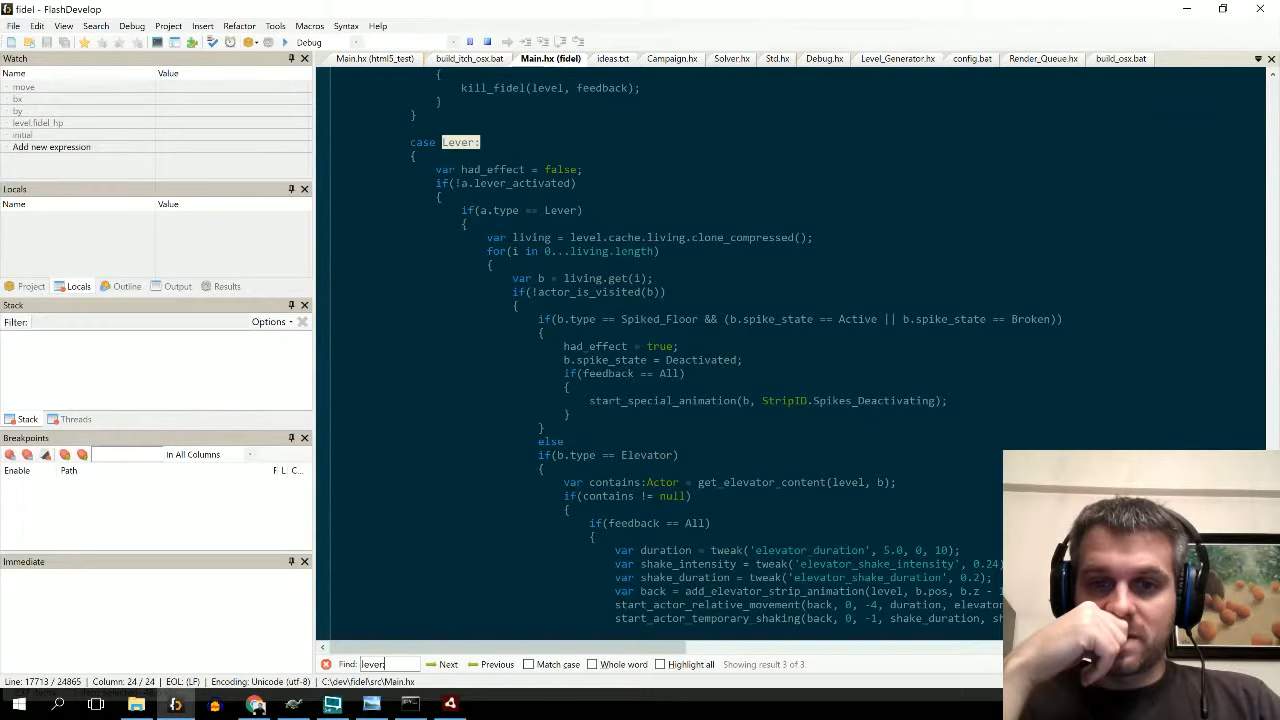 fidel - FlashDevelop
File Edit View Search Debug Project Insert Refactor Tools Macros Syntax Help
Debug
Watch
Main.hx (html5_test) build_itch_osx.bat Main.hx (fidel) ideas.txt Campaign.hx Solver.hx Std.hx Debug.hx Level_Generator.hx config.bat Render_Queue.hx build_osx.bat
Name Value
move
bx
by
level.fidel_hp
initial
Add new expression
Locals
Name Value
Project Locals Outline Output Results
Stack
Filter: Options
Stack Threads
Breakpoints
In All Columns
Enable Path F L C...
Immediate
{
kill_fidel(level, feedback);
}
}
case Lever:
{
var had_effect = false;
if(!a.lever_activated)
{
if(a.type == Lever)
{
var living = level.cache.living.clone_compressed();
for(i in 0...living.length)
{
var b = living.get(i);
if(!actor_is_visited(b))
{
if(b.type == Spiked_Floor && (b.spike_state == Active || b.spike_state == Broken))
{
had_effect = true;
b.spike_state = Deactivated;
if(feedback == All)
{
start_special_animation(b, StripID.Spikes_Deactivating);
}
}
else
if(b.type == Elevator)
{
var contains:Actor = get_elevator_content(level, b);
if(contains != null)
{
if(feedback == All)
{
var duration = tweak('elevator_duration', 5.0, 0, 10);
var shake_intensity = tweak('elevator_shake_intensity', 0.24)
var shake_duration = tweak('elevator_shake_duration', 0.2);
var back = add_elevator_strip_animation(level, b.pos, b.z -
start_actor_relative_movement(back, 0, -4, duration,
start_actor_temporary_shaking(back, 0, -1, shake_duration,
Find: lever: Next Previous Match case Whole word Highlight all Showing result 3 of 3.
Line: 17713 / 24865 Column: 24 / 24 EOL: (LF) Encoding: Unicode (utf-8) C:\dev\fidel\src\Main.hx